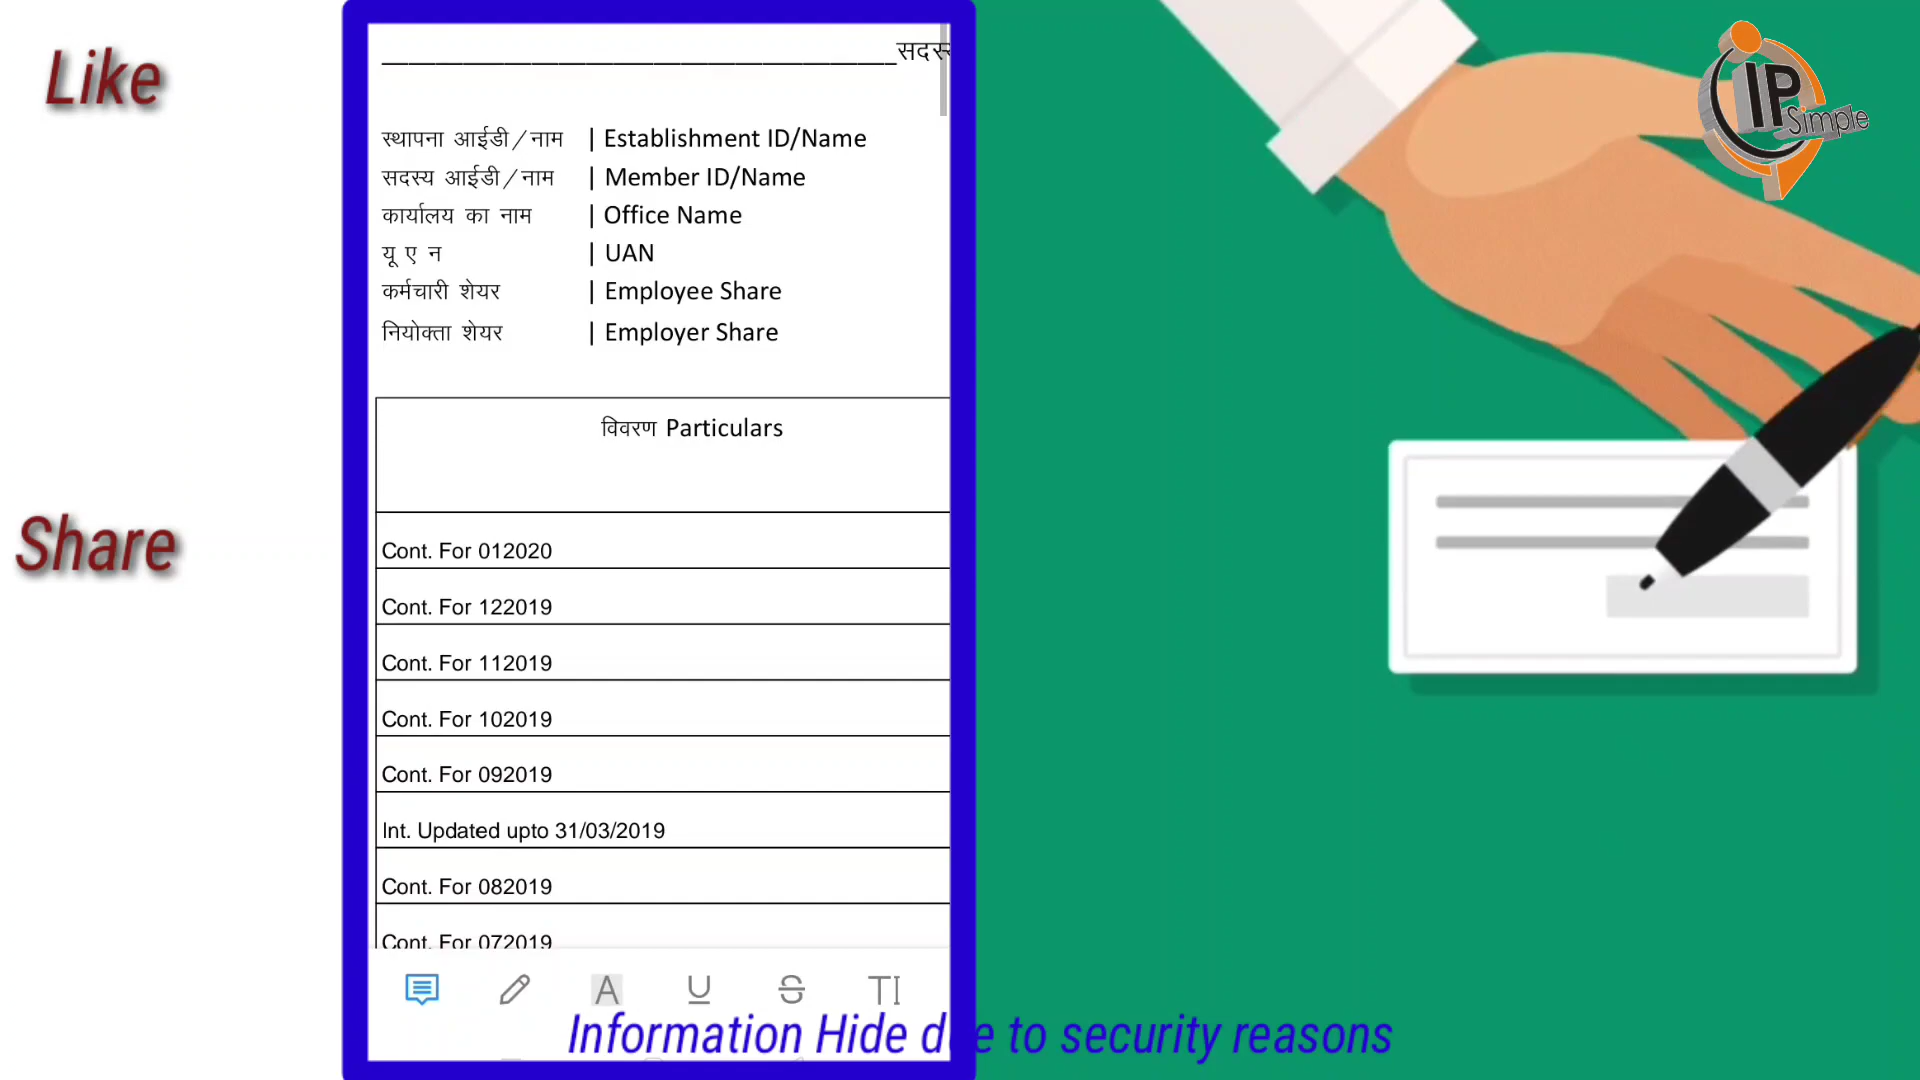 Like
Share
सदस्
स्थापना आईडी/नाम | Establishment ID/Name
सदस्य आईडी/नाम | Member ID/Name
कार्यालय का नाम | Office Name
यू ए न | UAN
कर्मचारी शेयर | Employee Share
नियोक्ता शेयर | Employer Share
विवरण Particulars
Cont. For 012020
Cont. For 122019
Cont. For 112019
Cont. For 102019
Cont. For 092019
Int. Updated upto 31/03/2019
Cont. For 082019
Cont. For 072019
A U S TI
Information Hide due to security reasons
IP
Simple